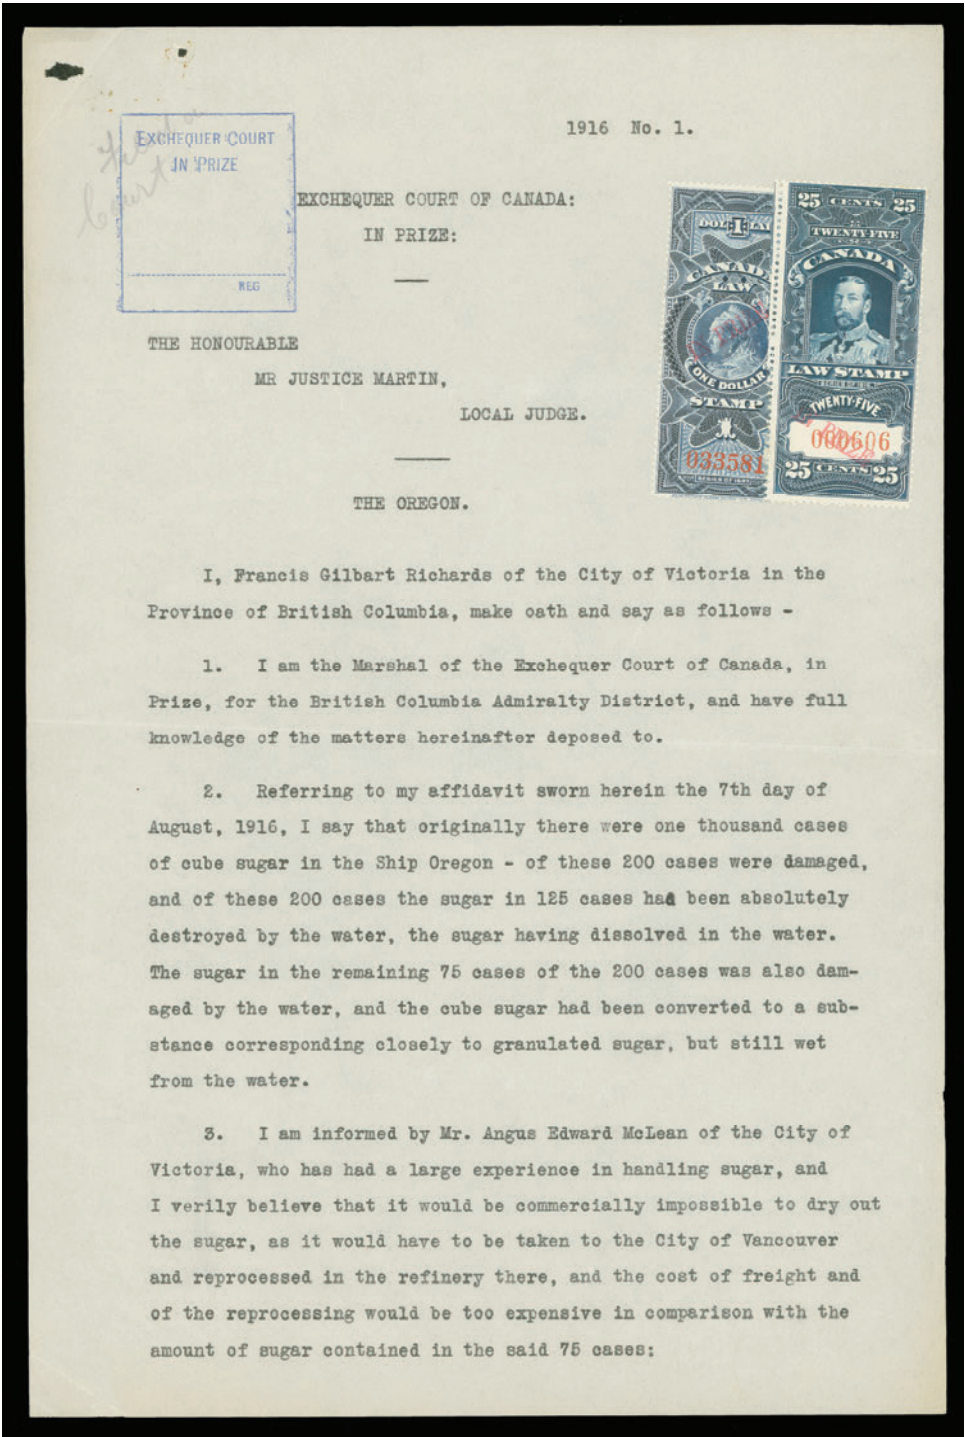 1916 No. 1.
EXCHEQUER COURT
IN PRIZE
REG
Filed in
Court
EXCHEQUER COURT OF CANADA:
IN PRIZE:
DOLLAR
1
CANADA
LAW
ONE DOLLAR
STAMP
1
033581
25 CENTS 25
TWENTY-FIVE
CANADA
LAW STAMP
TWENTY-FIVE
IN PRIZE
000606
25 CENTS 25
THE HONOURABLE
MR JUSTICE MARTIN,
LOCAL JUDGE.
THE OREGON.
I, Francis Gilbart Richards of the City of Victoria in the
Province of British Columbia, make oath and say as follows -
1. I am the Marshal of the Exchequer Court of Canada, in
Prize, for the British Columbia Admiralty District, and have full
knowledge of the matters hereinafter deposed to.
2. Referring to my affidavit sworn herein the 7th day of
August, 1916, I say that originally there were one thousand cases
of cube sugar in the Ship Oregon - of these 200 cases were damaged,
and of these 200 cases the sugar in 125 cases had been absolutely
destroyed by the water, the sugar having dissolved in the water.
The sugar in the remaining 75 cases of the 200 cases was also dam-
aged by the water, and the cube sugar had been converted to a sub-
stance corresponding closely to granulated sugar, but still wet
from the water.
3. I am informed by Mr. Angus Edward McLean of the City of
Victoria, who has had a large experience in handling sugar, and
I verily believe that it would be commercially impossible to dry out
the sugar, as it would have to be taken to the City of Vancouver
and reprocessed in the refinery there, and the cost of freight and
of the reprocessing would be too expensive in comparison with the
amount of sugar contained in the said 75 cases: